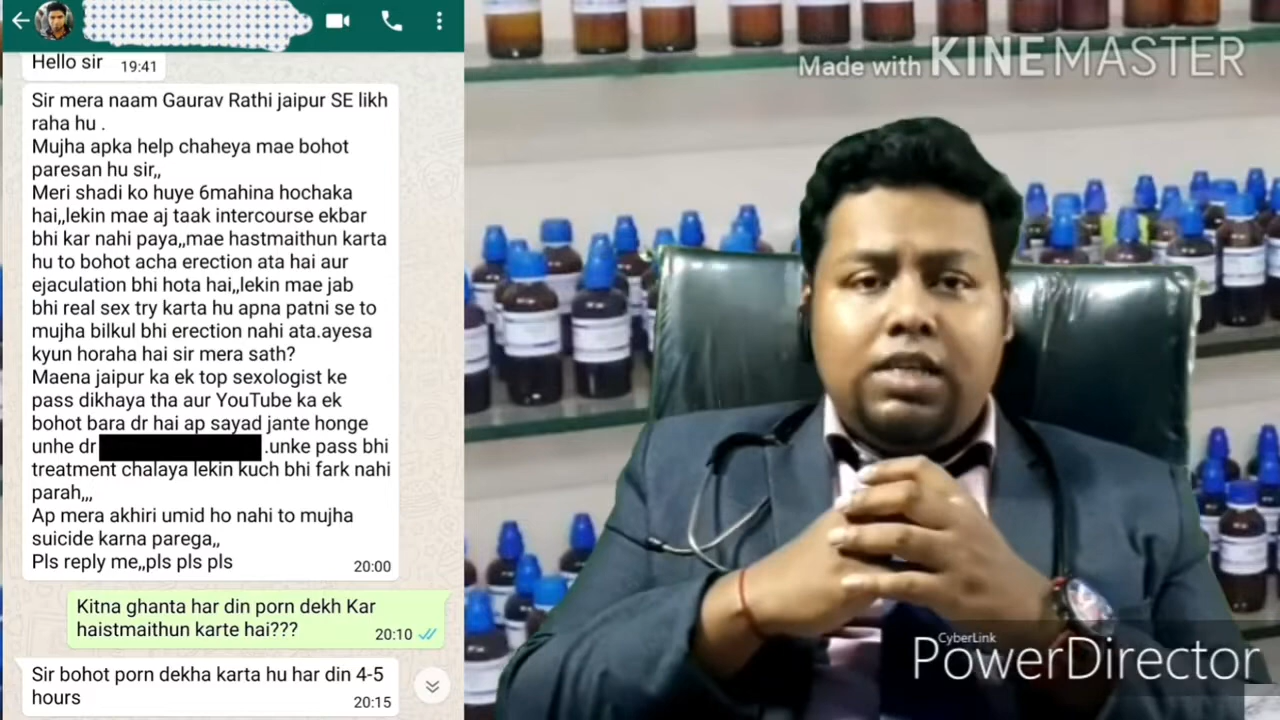 Hello sir 19:41
Sir mera naam Gaurav Rathi jaipur SE likh
raha hu .
Mujha apka help chaheya mae bohot
paresan hu sir,,
Meri shadi ko huye 6mahina hochaka
hai,,lekin mae aj taak intercourse ekbar
bhi kar nahi paya,,mae hastmaithun karta
hu to bohot acha erection ata hai aur
ejaculation bhi hota hai,,lekin mae jab
bhi real sex try karta hu apna patni se to
mujha bilkul bhi erection nahi ata.ayesa
kyun horaha hai sir mera sath?
Maena jaipur ka ek top sexologist ke
pass dikhaya tha aur YouTube ka ek
bohot bara dr hai ap sayad jante honge
unhe dr .unke pass bhi
treatment chalaya lekin kuch bhi fark nahi
parah,,,
Ap mera akhiri umid ho nahi to mujha
suicide karna parega,,
Pls reply me,,pls pls pls 20:00
Kitna ghanta har din porn dekh Kar
haistmaithun karte hai??? 20:10
Sir bohot porn dekha karta hu har din 4-5
hours 20:15
Made with KINEMASTER
CyberLink
PowerDirector